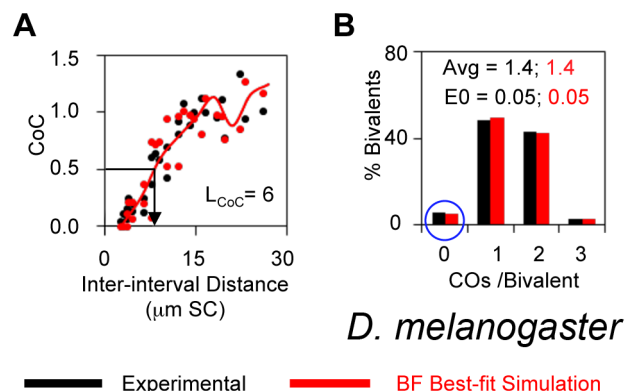 A
1.5
1.0
0.5
0.0
CoC
L_CoC= 6
0
15
30
Inter-interval Distance
(μm SC)
B
80
40
0
% Bivalents
Avg = 1.4; 1.4
E0 = 0.05; 0.05
0
1
2
3
COs /Bivalent
D. melanogaster
Experimental
BF Best-fit Simulation